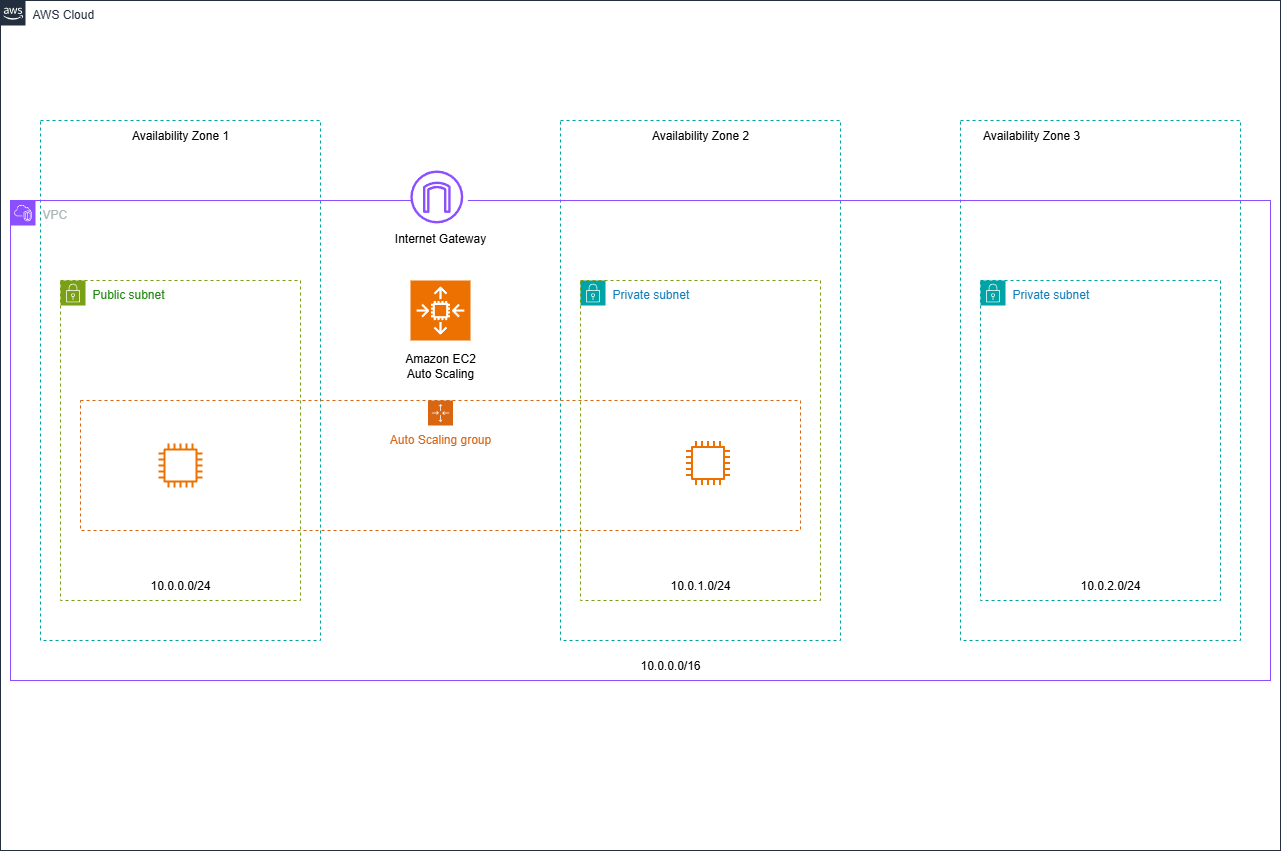 aws
AWS Cloud
Availability Zone 1
Availability Zone 2
Availability Zone 3
VPC
Internet Gateway
Public subnet
Private subnet
Private subnet
Amazon EC2
Auto Scaling
Auto Scaling group
10.0.0.0/24
10.0.1.0/24
10.0.2.0/24
10.0.0.0/16